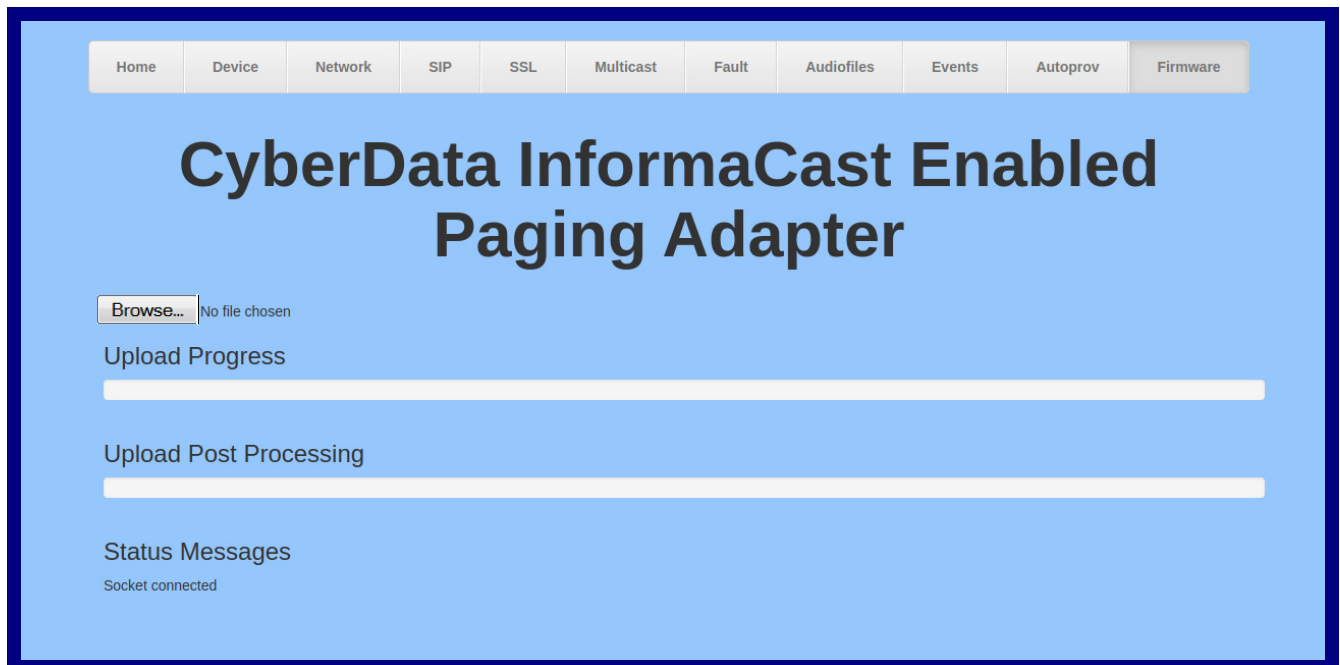 Home Device Network SIP SSL Multicast Fault Audiofiles Events Autoprov Firmware
CyberData InformaCast Enabled
Paging Adapter
Browse... No file chosen
Upload Progress
Upload Post Processing
Status Messages
Socket connected